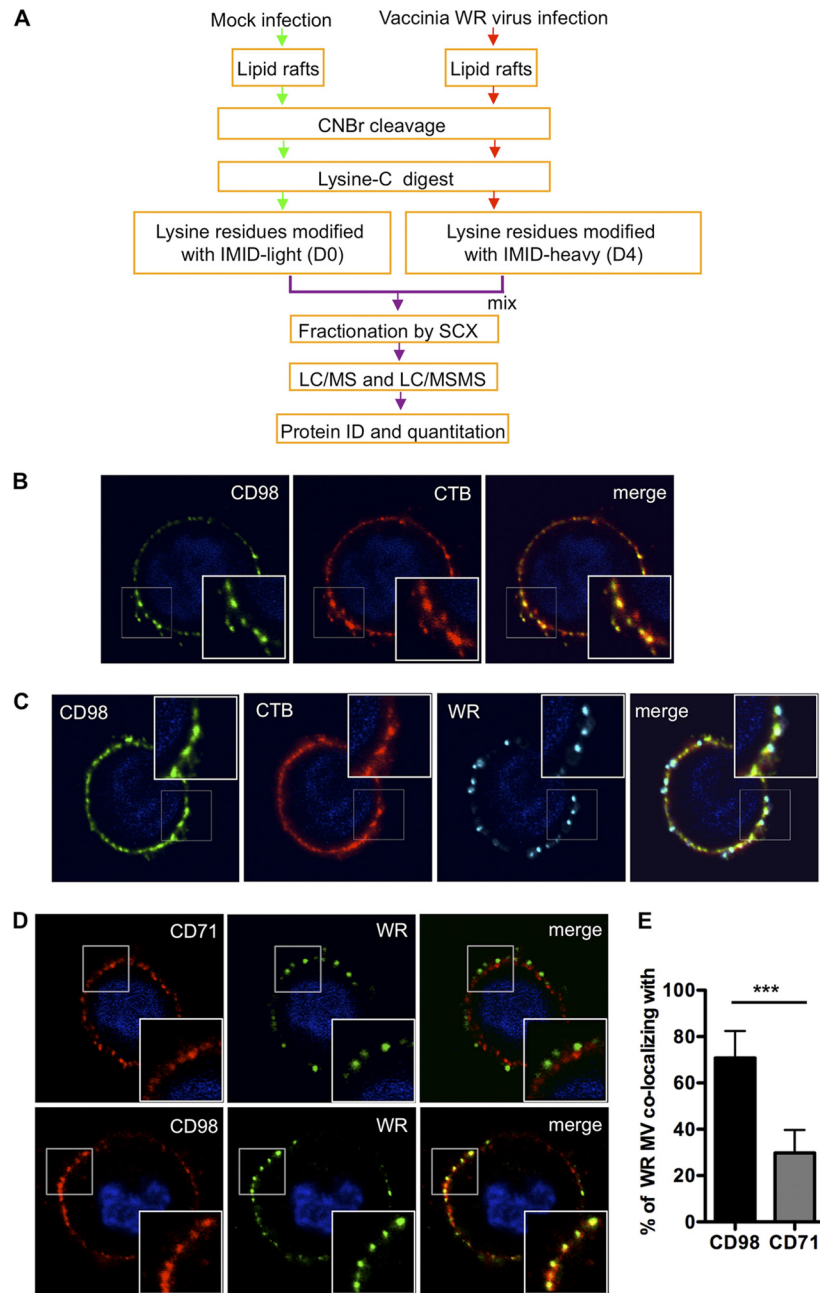 A
Mock infection
Vaccinia WR virus infection
Lipid rafts
Lipid rafts
CNBr cleavage
Lysine-C digest
Lysine residues modified
with IMID-light (D0)
Lysine residues modified
with IMID-heavy (D4)
mix
Fractionation by SCX
LC/MS and LC/MSMS
Protein ID and quantitation
B
CD98
CTB
merge
C
CD98
CTB
WR
merge
D
CD71
WR
merge
CD98
WR
merge
E
% of WR MV co-localizing with
100
80
60
40
20
0
***
CD98
CD71